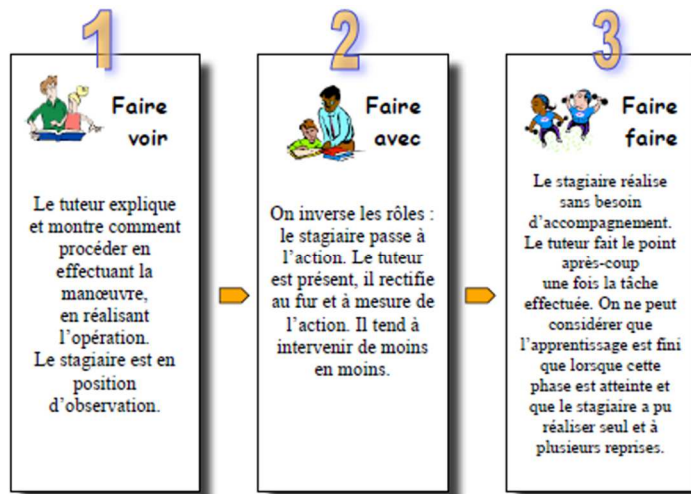 1
Faire
voir
Le tuteur explique
et montre comment
procéder en
effectuant la
manœuvre,
en réalisant
l'opération.
Le stagiaire est en
position
d'observation.
2
Faire
avec
On inverse les rôles :
le stagiaire passe à
l'action. Le tuteur
est présent, il rectifie
au fur et à mesure de
l'action. Il tend à
intervenir de moins
en moins.
3
Faire
faire
Le stagiaire réalise
sans besoin
d'accompagnement.
Le tuteur fait le point
après-coup
une fois la tâche
effectuée. On ne peut
considérer que
l'apprentissage est fini
que lorsque cette
phase est atteinte et
que le stagiaire a pu
réaliser seul et à
plusieurs reprises.